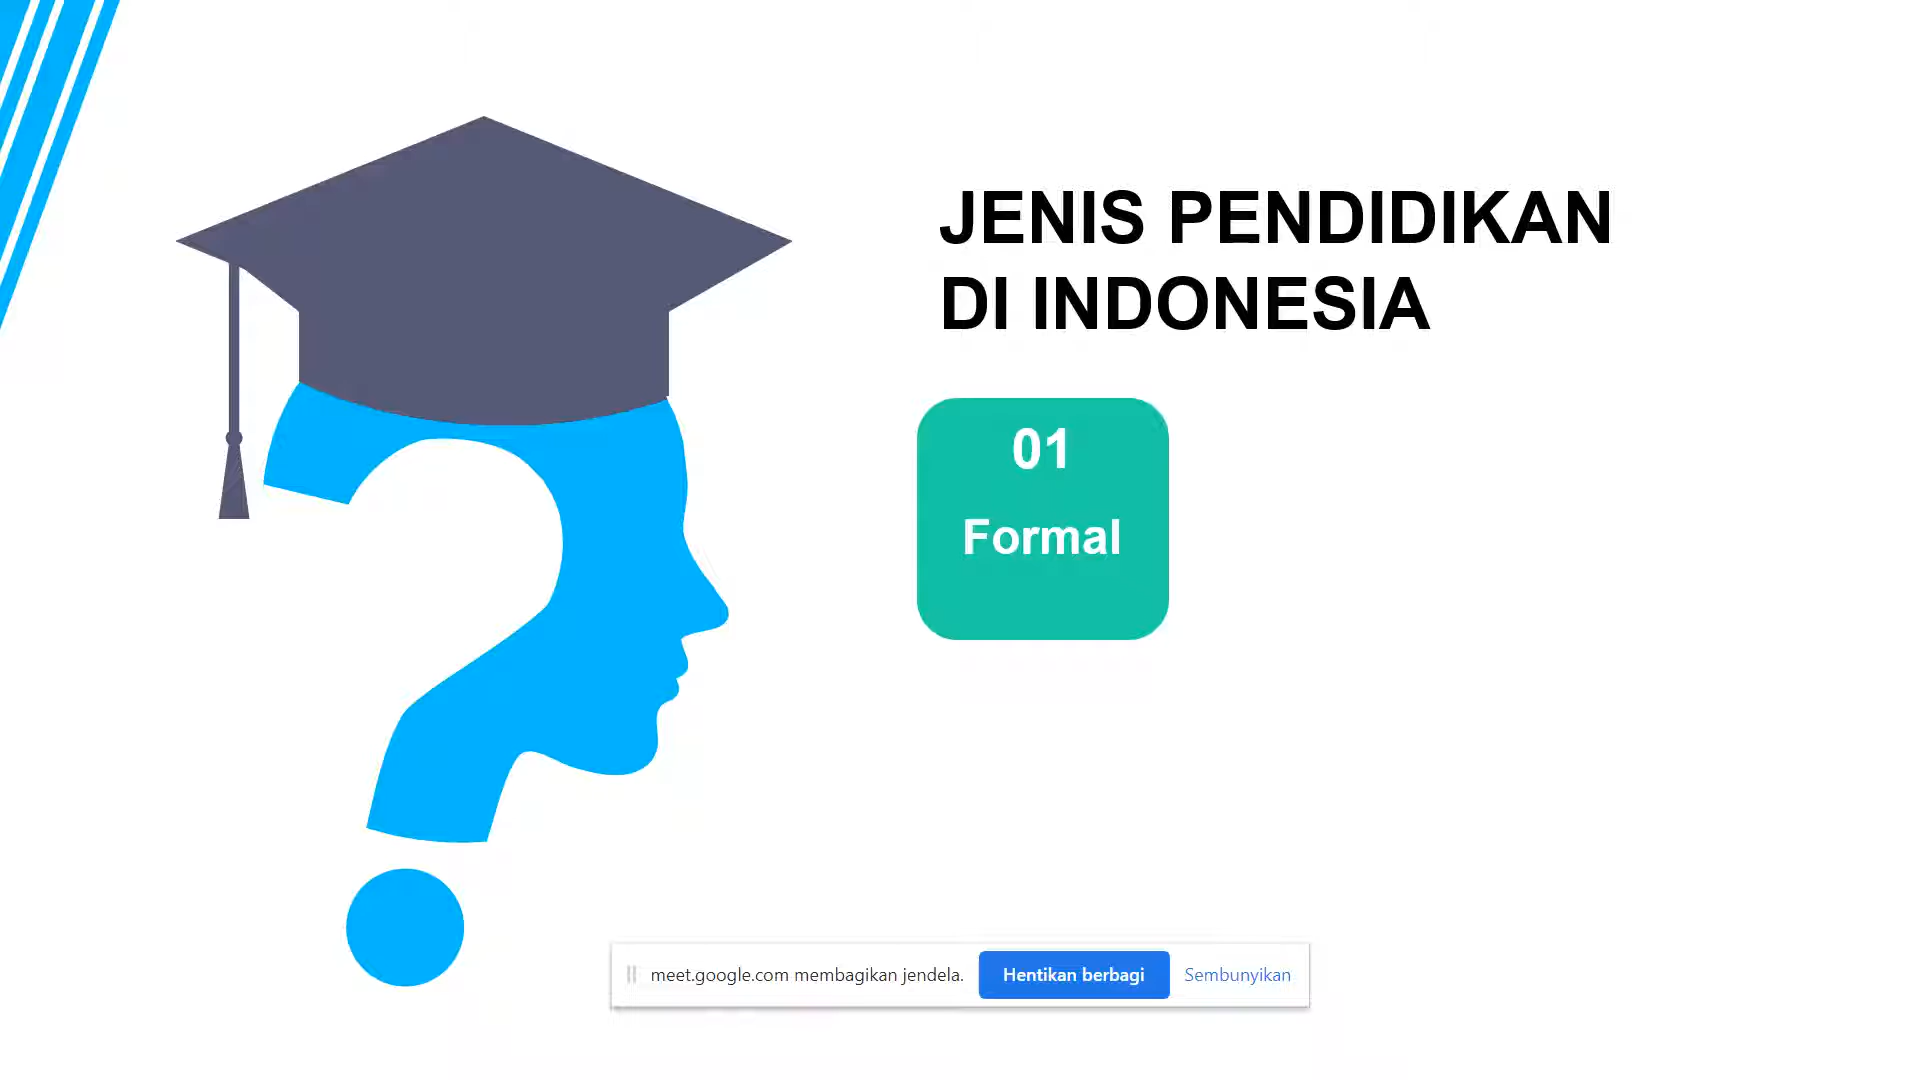 JENIS PENDIDIKAN
DI INDONESIA
01
Formal
meet.google.com membagikan jendela.
Hentikan berbagi
Sembunyikan